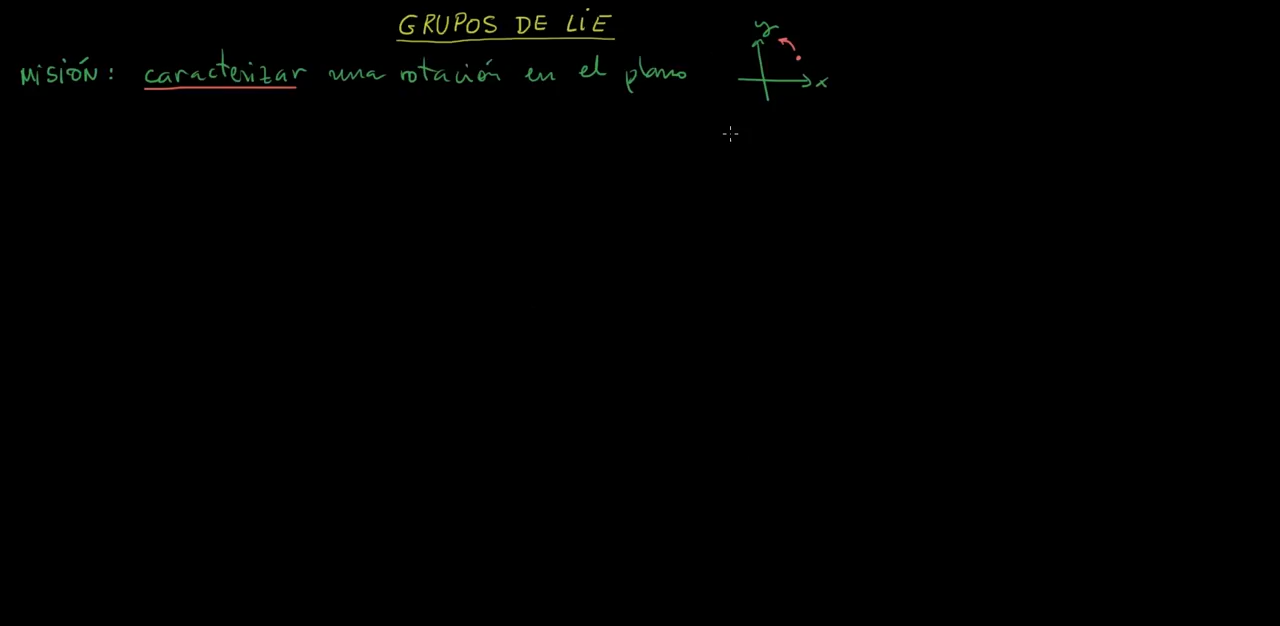 GRUPOS DE LIE
MISIÓN: caracterizar una rotación en el plano
y
x